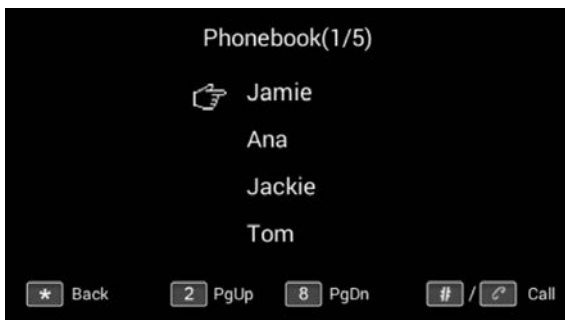 Phonebook(1/5)
Jamie
Ana
Jackie
Tom
* Back 2 PgUp 8 PgDn # / Call